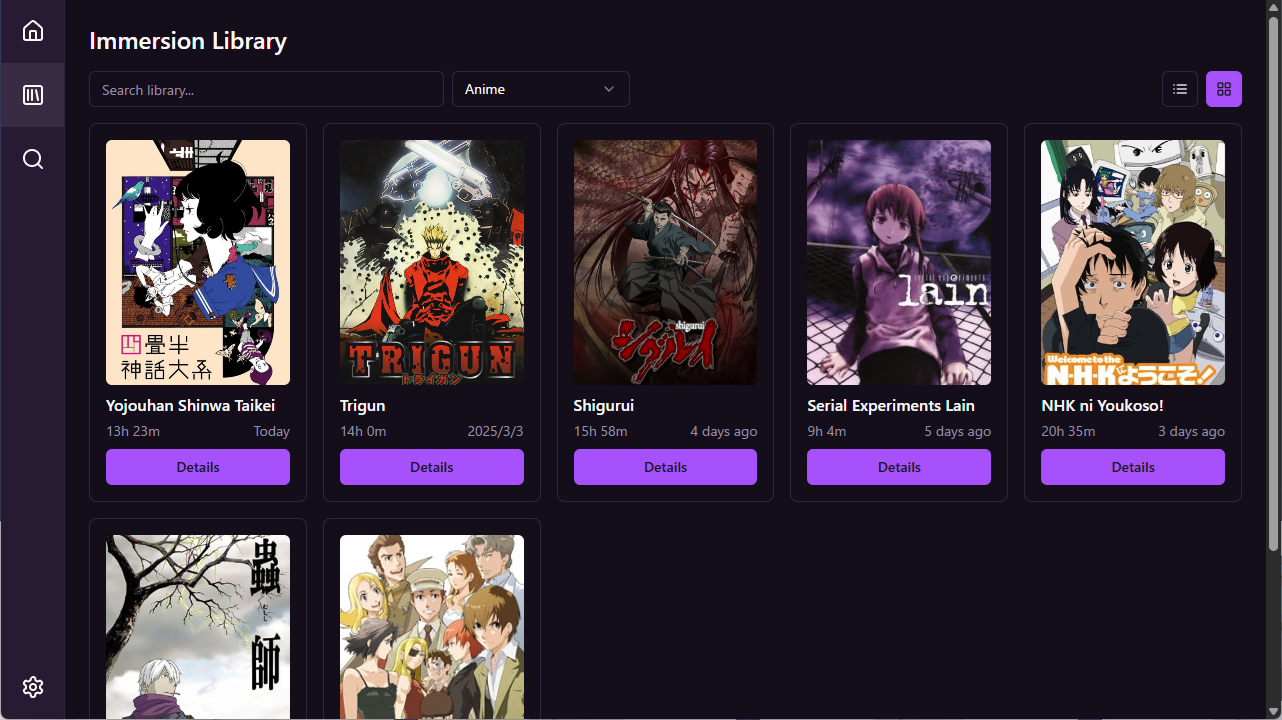 Immersion Library
Search library...
Anime
四畳半
神話大系
TRIGUN
トライガン
shigurui
シグルイ
serial experiments
lain
Welcome to the
N·H·Kにようこそ!
Yojouhan Shinwa Taikei
13h 23m
Today
Details
Trigun
14h 0m
2025/3/3
Details
Shigurui
15h 58m
4 days ago
Details
Serial Experiments Lain
9h 4m
5 days ago
Details
NHK ni Youkoso!
20h 35m
3 days ago
Details
蟲
師